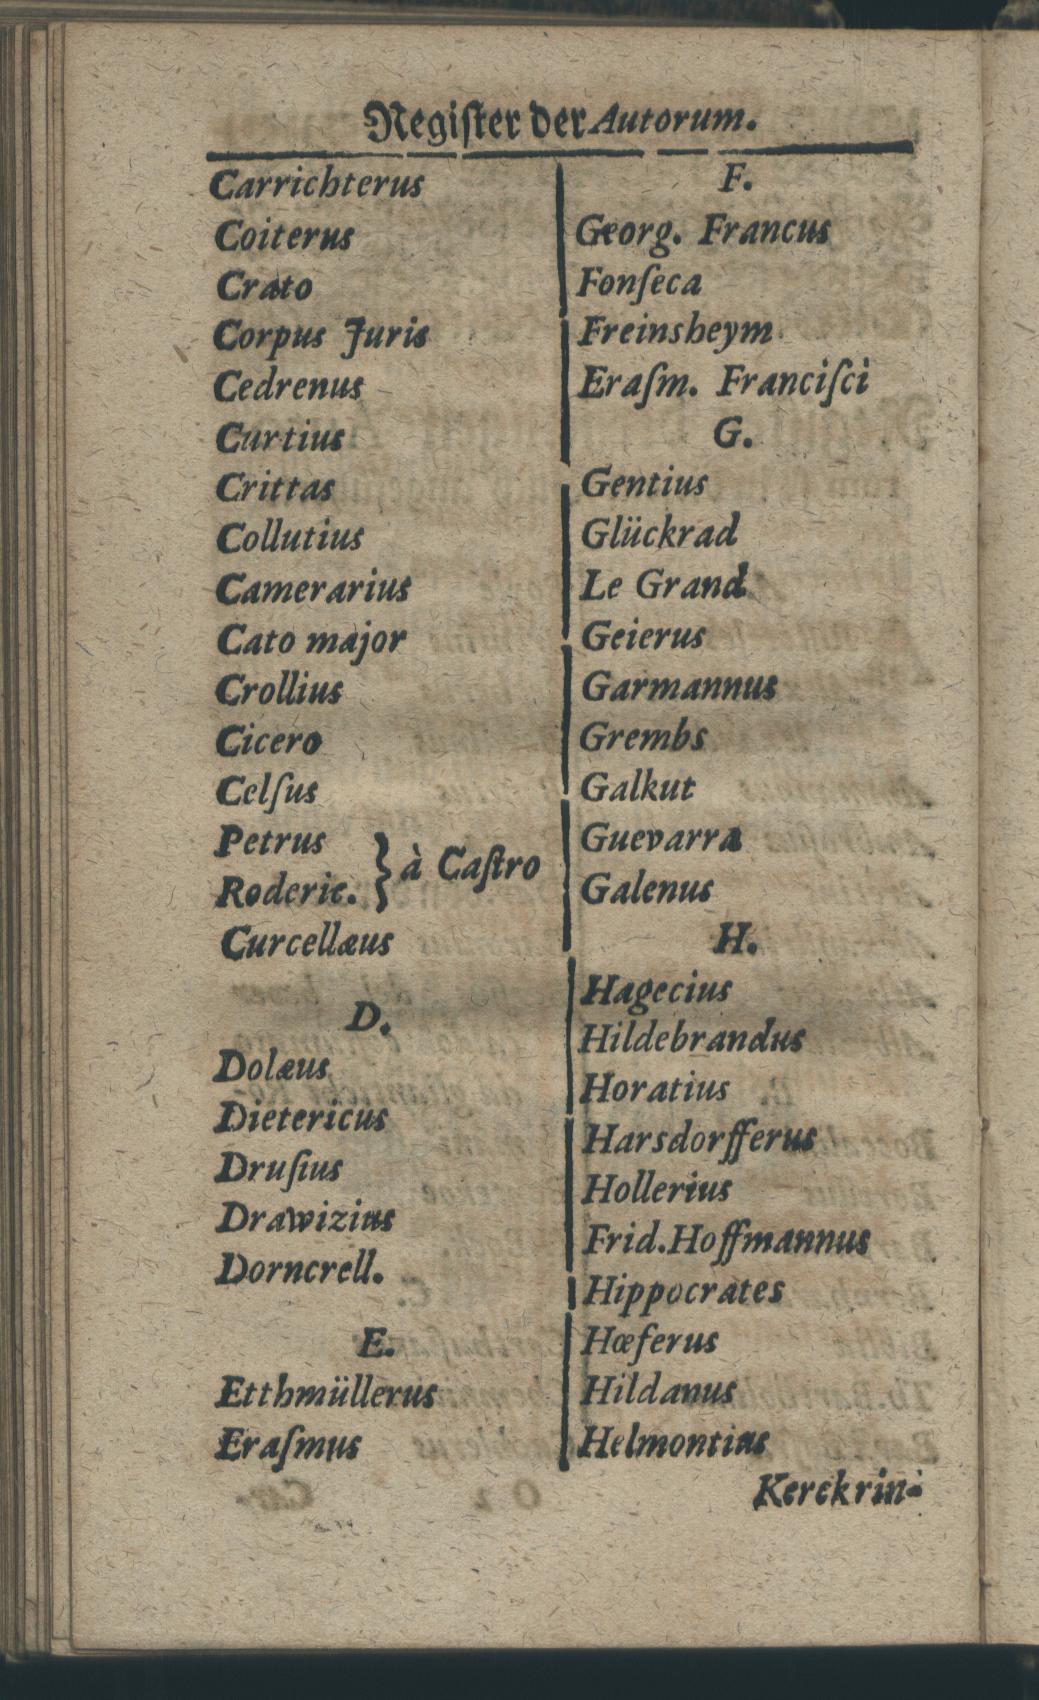 Register der Autorum.
Carrichterus
Coiterus
Crato
Corpus Juris
Cedrenus
Curtius
Crittas
Collutius
Camerarius
Cato major
Crollius
Cicero
Celſus
Petrus
Roderic. } à Caſtro
Curcellæus
D.
Dolæus
Dietericus
Druſius
Drawizius
Dorncrell.
E.
Etthmüllerus
Eraſmus
F.
Georg. Francus
Fonſeca
Freinsheym
Eraſm. Franciſci
G.
Gentius
Glückrad
Le Grand
Geierus
Garmannus
Grembs
Galkut
Guevarra
Galenus
H.
Hagecius
Hildebrandus
Horatius
Harsdorfferus
Hollerius
Frid. Hoffmannus
Hippocrates
Hœferus
Hildanus
Helmontius
Kerckrin-